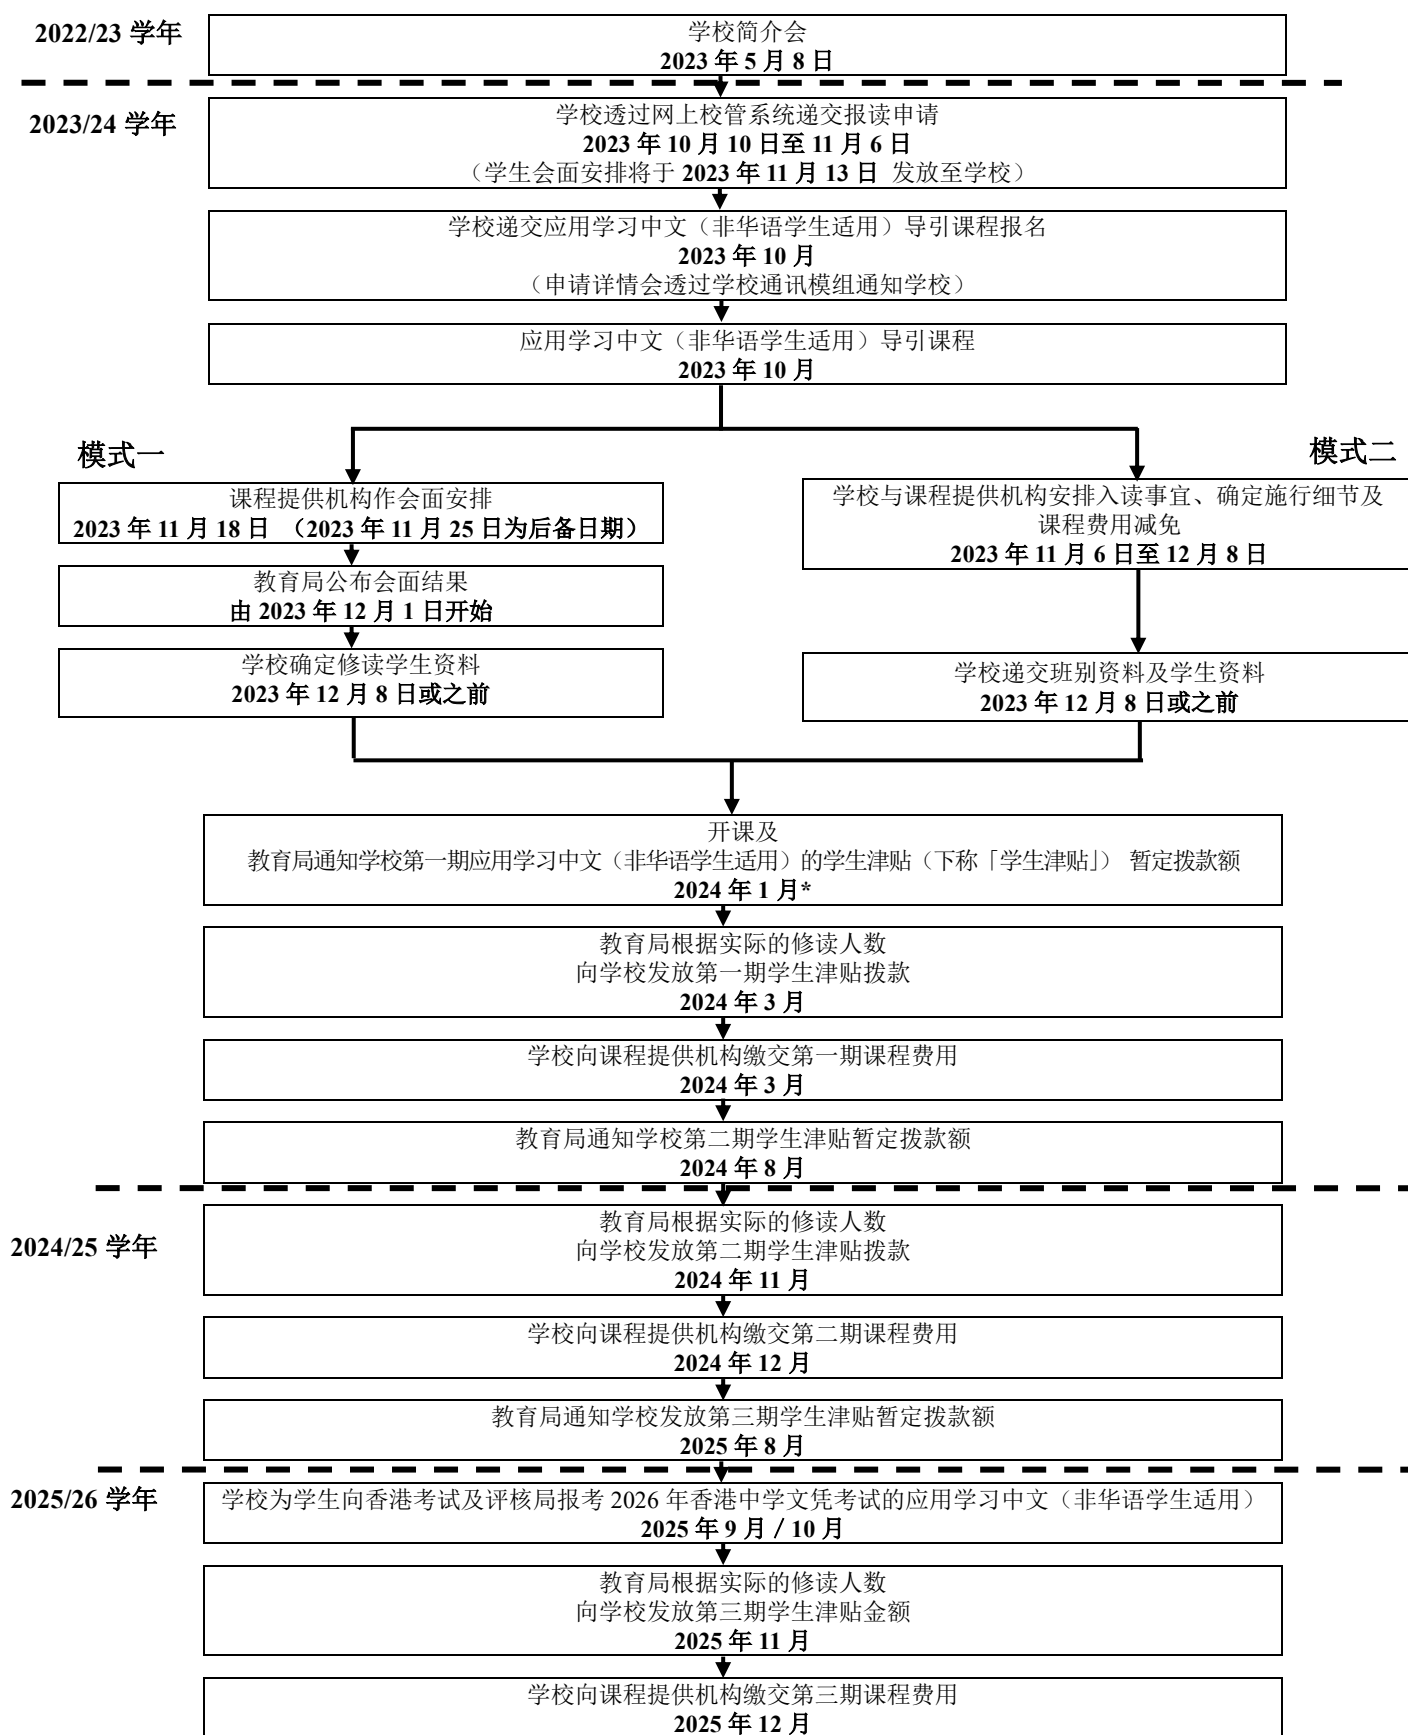 2022/23 学年
学校简介会
2023 年 5 月 8 日
2023/24 学年
学校透过网上校管系统递交报读申请
2023 年 10 月 10 日至 11 月 6 日
（学生会面安排将于 2023 年 11 月 13 日 发放至学校）
学校递交应用学习中文（非华语学生适用）导引课程报名
2023 年 10 月
（申请详情会透过学校通讯模组通知学校）
应用学习中文（非华语学生适用）导引课程
2023 年 10 月
模式一
课程提供机构作会面安排
2023 年 11 月 18 日 （2023 年 11 月 25 日为后备日期）
教育局公布会面结果
由 2023 年 12 月 1 日开始
学校确定修读学生资料
2023 年 12 月 8 日或之前
模式二
学校与课程提供机构安排入读事宜、确定施行细节及
课程费用减免
2023 年 11 月 6 日至 12 月 8 日
学校递交班别资料及学生资料
2023 年 12 月 8 日或之前
开课及
教育局通知学校第一期应用学习中文（非华语学生适用）的学生津贴（下称「学生津贴」） 暂定拨款额
2024 年 1 月*
教育局根据实际的修读人数
向学校发放第一期学生津贴拨款
2024 年 3 月
学校向课程提供机构缴交第一期课程费用
2024 年 3 月
教育局通知学校第二期学生津贴暂定拨款额
2024 年 8 月
2024/25 学年
教育局根据实际的修读人数
向学校发放第二期学生津贴拨款
2024 年 11 月
学校向课程提供机构缴交第二期课程费用
2024 年 12 月
教育局通知学校发放第三期学生津贴暂定拨款额
2025 年 8 月
2025/26 学年
学校为学生向香港考试及评核局报考 2026 年香港中学文凭考试的应用学习中文（非华语学生适用）
2025 年 9 月 / 10 月
教育局根据实际的修读人数
向学校发放第三期学生津贴金额
2025 年 11 月
学校向课程提供机构缴交第三期课程费用
2025 年 12 月